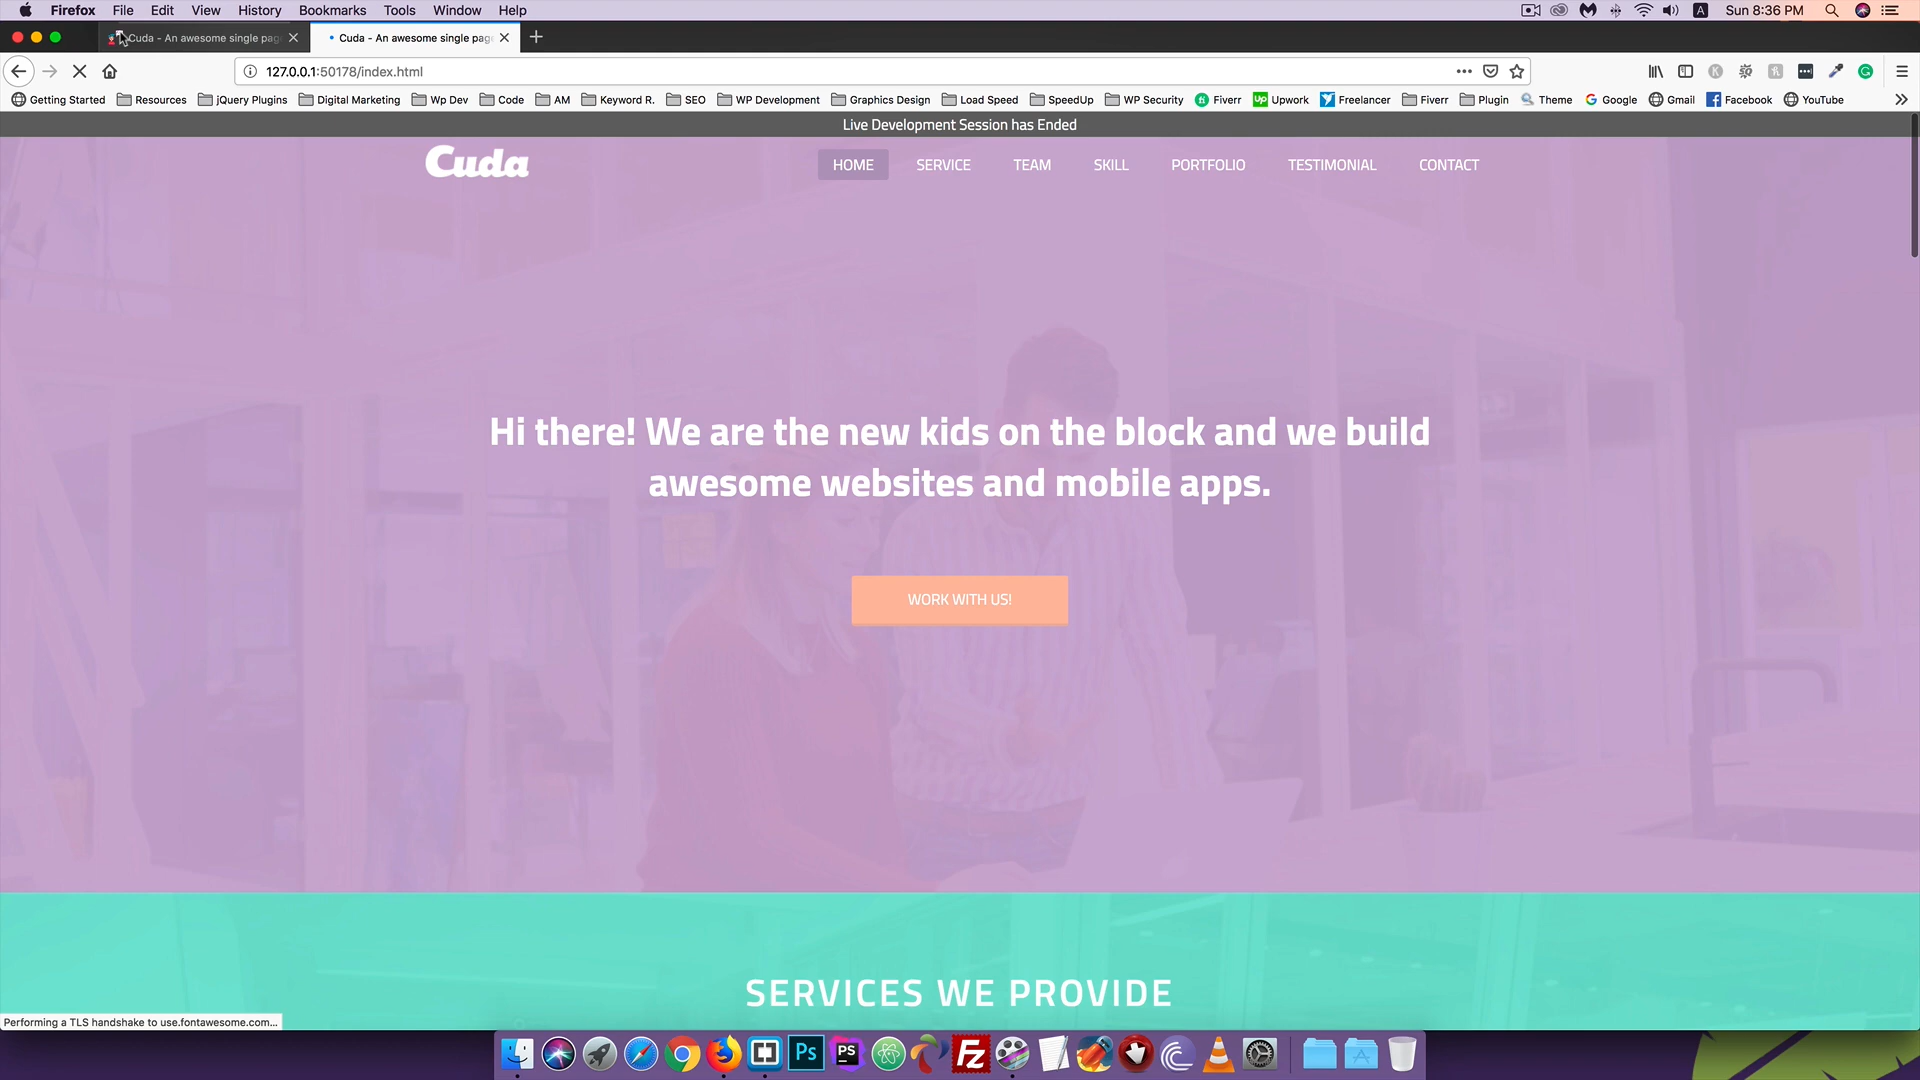 Firefox File Edit View History Bookmarks Tools Window Help
A Sun 8:36 PM
Cuda - An awesome single pag
Cuda - An awesome single page
127.0.0.1:50178/index.html
Getting Started Resources jQuery Plugins Digital Marketing Wp Dev Code AM Keyword R. SEO WP Development Graphics Design Load Speed SpeedUp WP Security Fiverr Upwork Freelancer Fiverr Plugin Theme Google Gmail Facebook YouTube
Live Development Session has Ended
Cuda
HOME SERVICE TEAM SKILL PORTFOLIO TESTIMONIAL CONTACT
Hi there! We are the new kids on the block and we build
awesome websites and mobile apps.
WORK WITH US!
SERVICES WE PROVIDE
Performing a TLS handshake to use.fontawesome.com...
Ps PS FZ